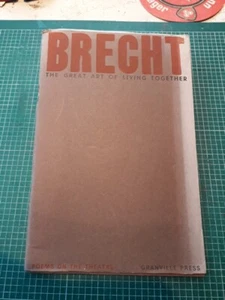 BRECHT
THE GREAT ART OF LIVING TOGETHER
POEMS ON THE THEATRE GRANVILLE PRESS